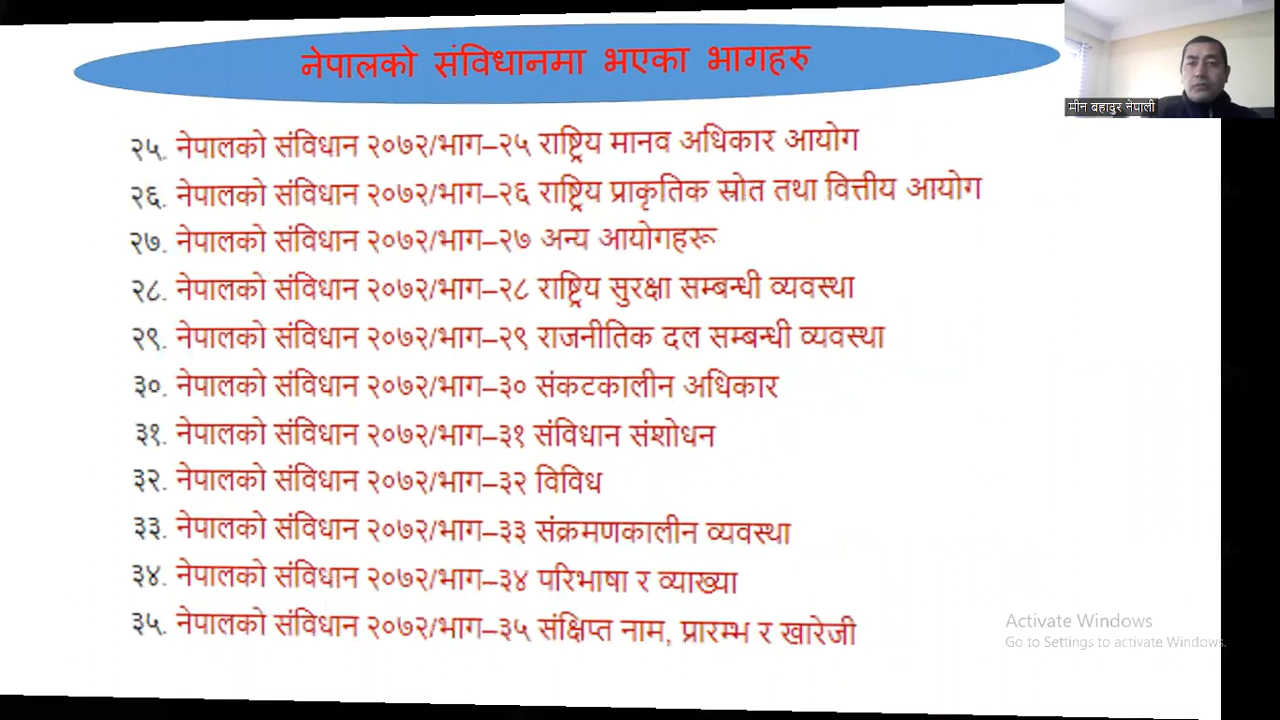 नेपालको संविधानमा भएका भागहरु
मीन बहादुर नेपाली
२५. नेपालको संविधान २०७२/भाग–२५ राष्ट्रिय मानव अधिकार आयोग
२६. नेपालको संविधान २०७२/भाग–२६ राष्ट्रिय प्राकृतिक स्रोत तथा वित्तीय आयोग
२७. नेपालको संविधान २०७२/भाग–२७ अन्य आयोगहरू
२८. नेपालको संविधान २०७२/भाग–२८ राष्ट्रिय सुरक्षा सम्बन्धी व्यवस्था
२९. नेपालको संविधान २०७२/भाग–२९ राजनीतिक दल सम्बन्धी व्यवस्था
३०. नेपालको संविधान २०७२/भाग–३० संकटकालीन अधिकार
३१. नेपालको संविधान २०७२/भाग–३१ संविधान संशोधन
३२. नेपालको संविधान २०७२/भाग–३२ विविध
३३. नेपालको संविधान २०७२/भाग–३३ संक्रमणकालीन व्यवस्था
३४. नेपालको संविधान २०७२/भाग–३४ परिभाषा र व्याख्या
३५. नेपालको संविधान २०७२/भाग–३५ संक्षिप्त नाम, प्रारम्भ र खारेजी
Activate Windows
Go to Settings to activate Windows.